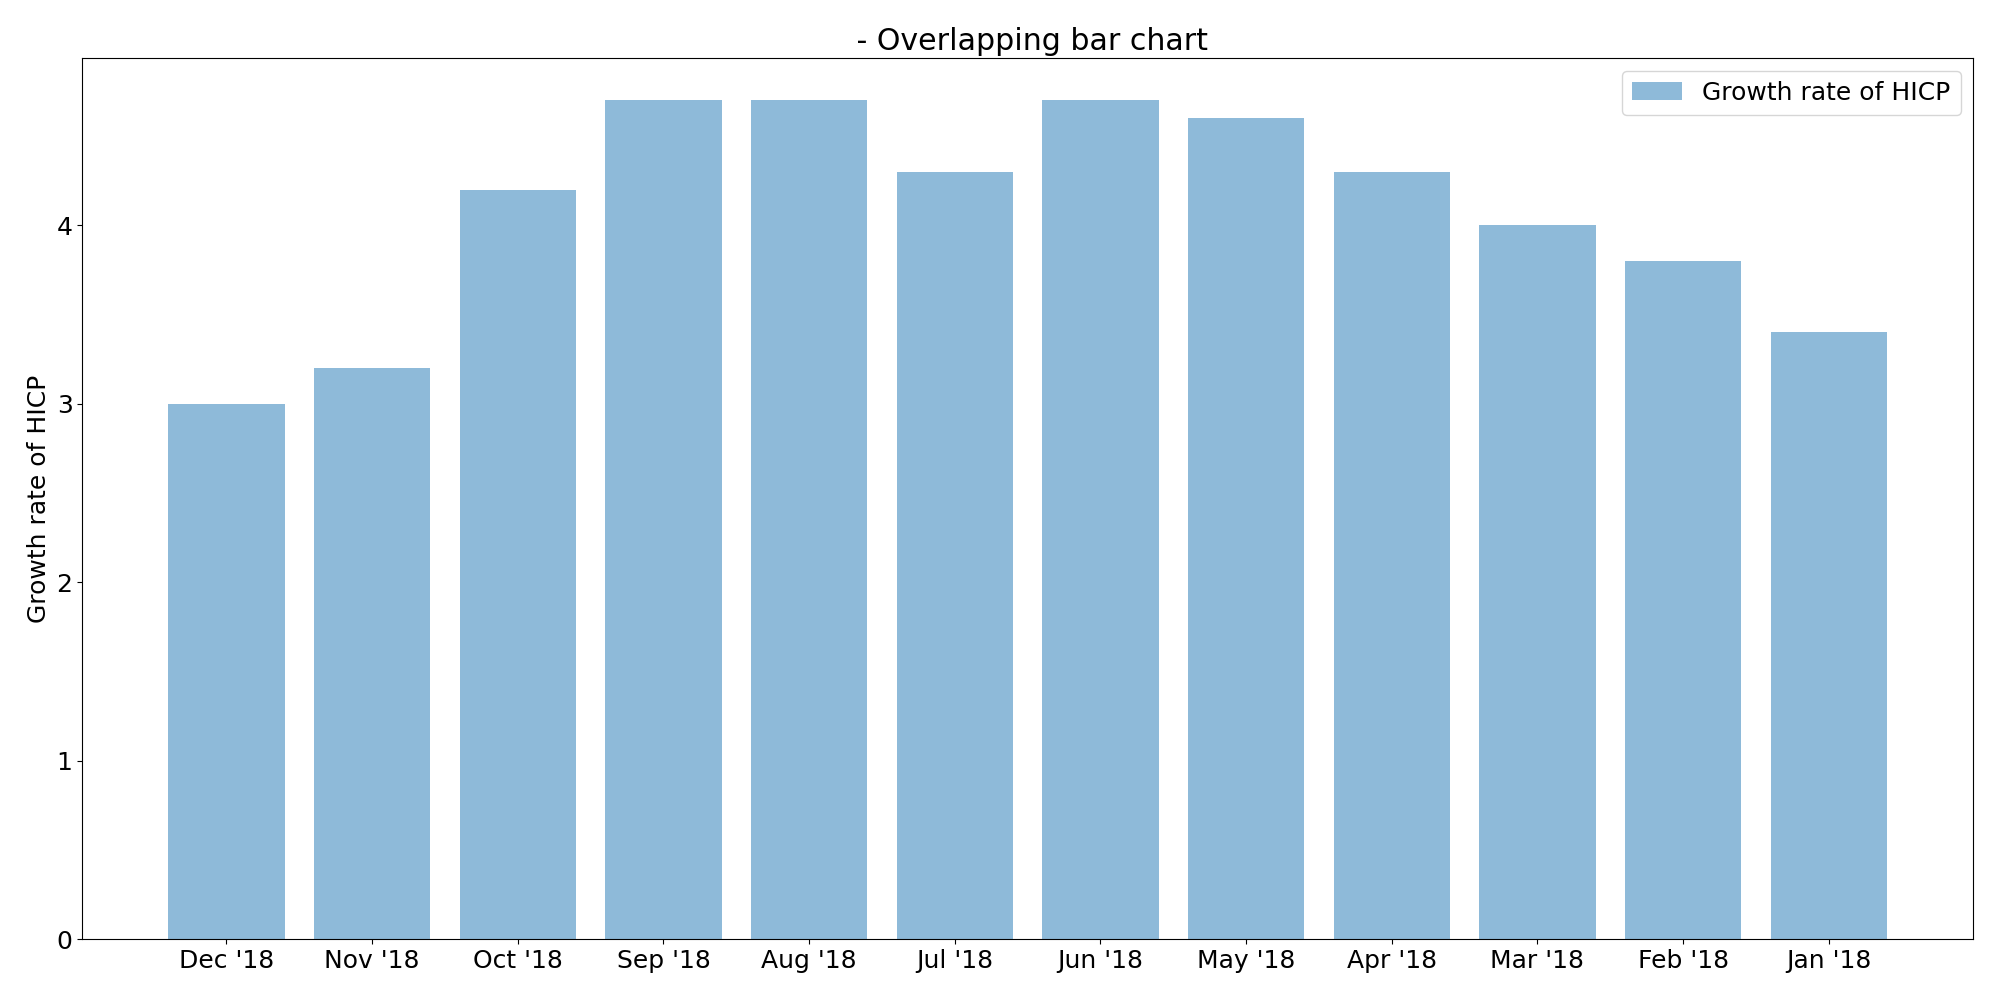 - Overlapping bar chart
Growth rate of HICP
Growth rate of HICP
4
3
2
1
0
Dec '18 Nov '18 Oct '18 Sep '18 Aug '18 Jul '18 Jun '18 May '18 Apr '18 Mar '18 Feb '18 Jan '18